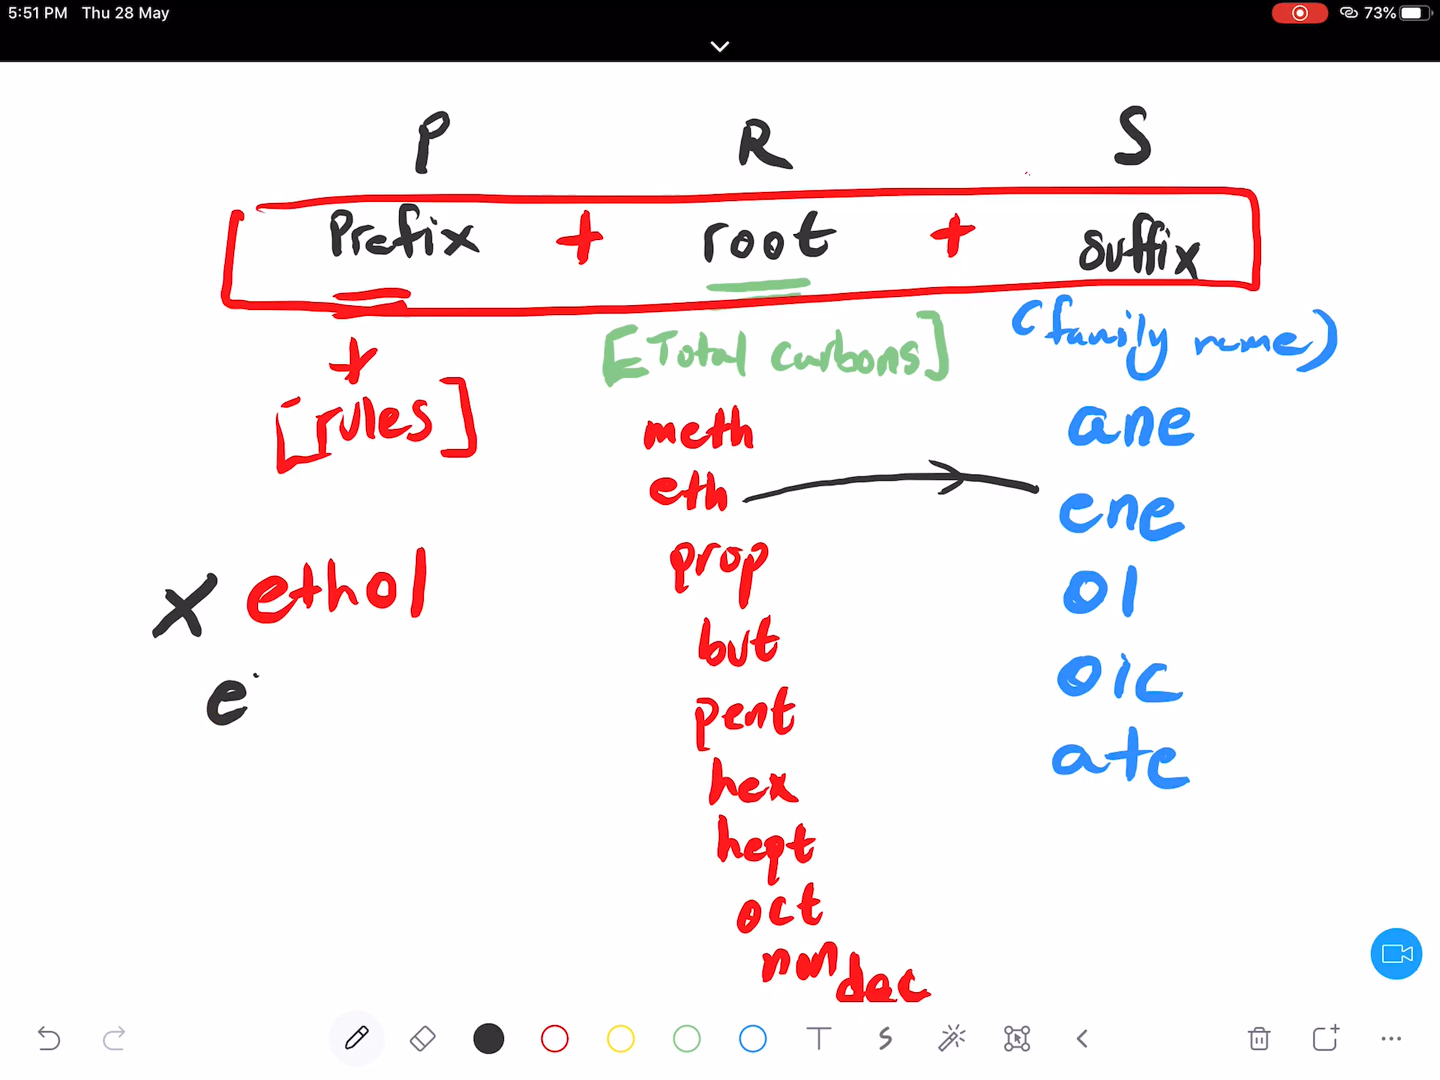 5:51 PM Thu 28 May 73%
P R S
Prefix + root + suffix
+ [Total carbons] (family name)
[rules]
meth ane
eth ene
prop
X ethol ol
but
e oic
pent
ate
hex
hept
oct
non dec
T